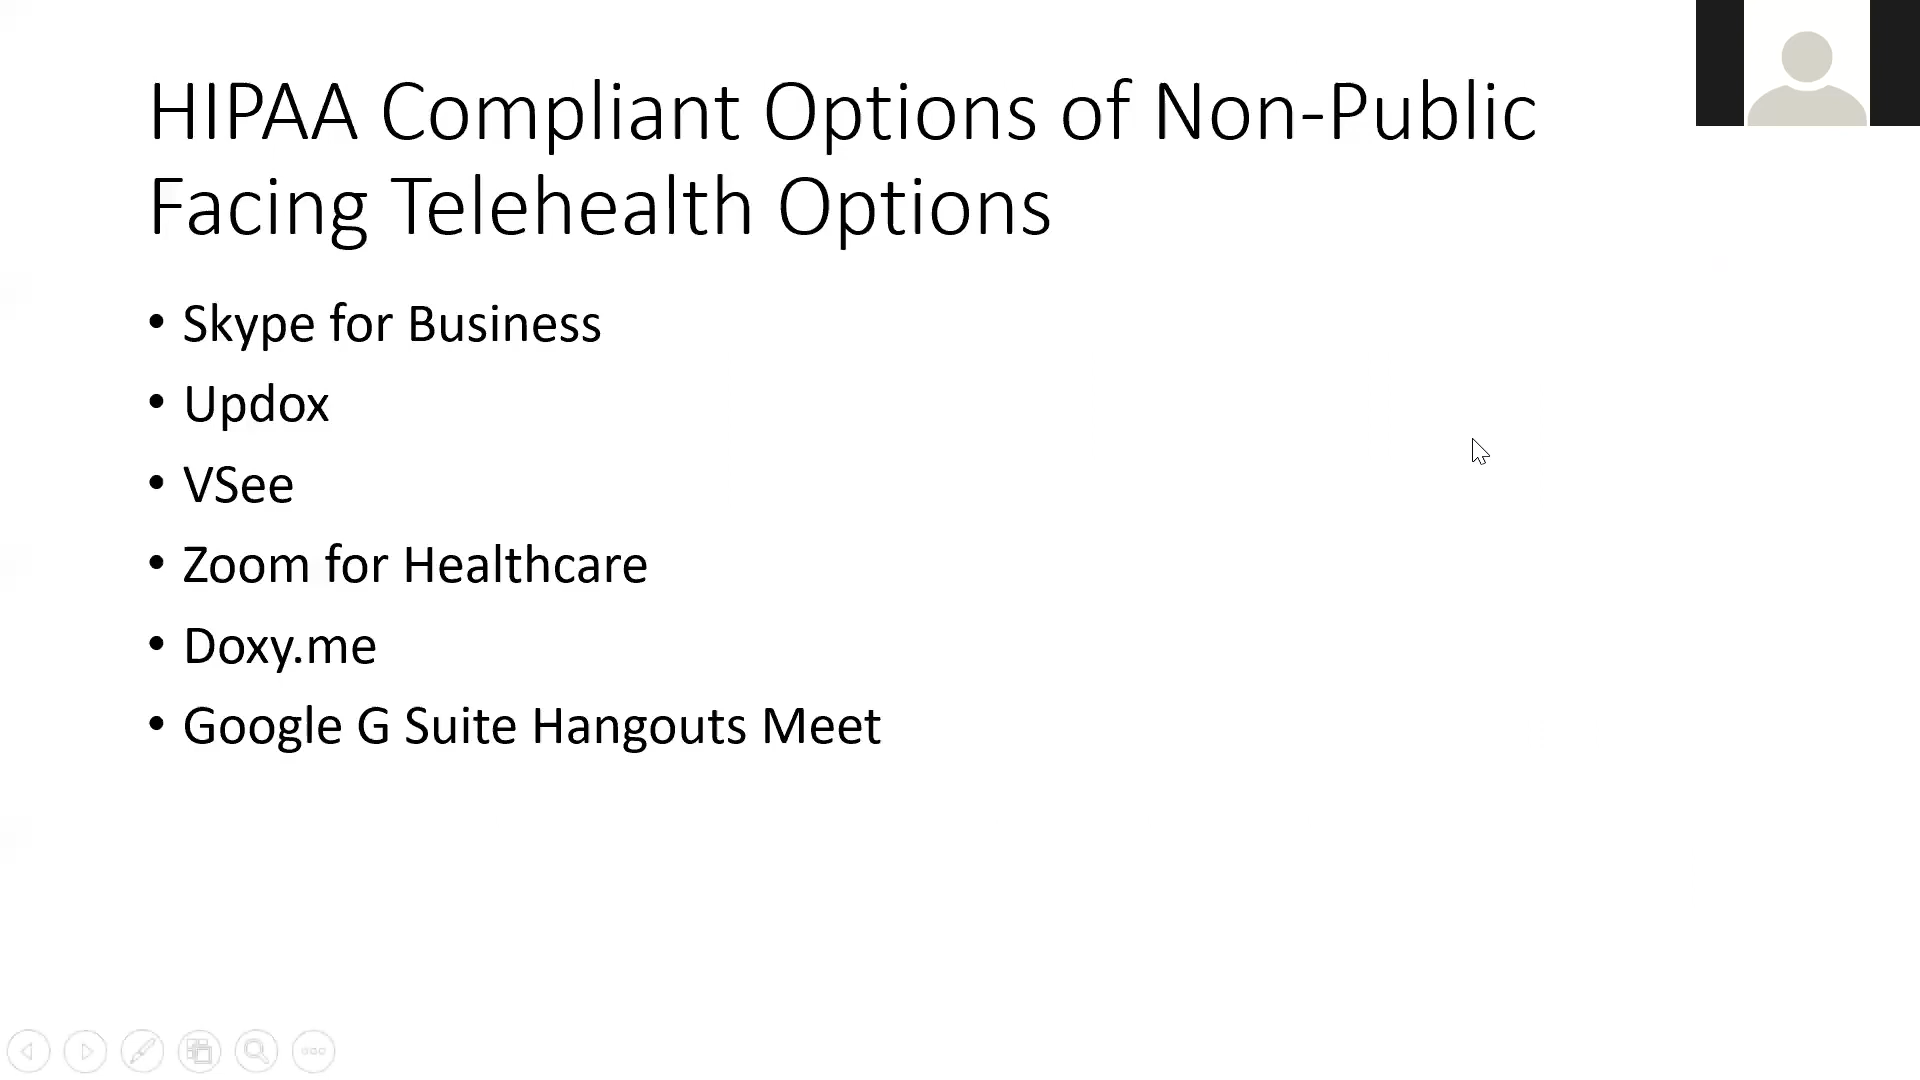 HIPAA Compliant Options of Non-Public
Facing Telehealth Options
• Skype for Business
• Updox
• VSee
• Zoom for Healthcare
• Doxy.me
• Google G Suite Hangouts Meet